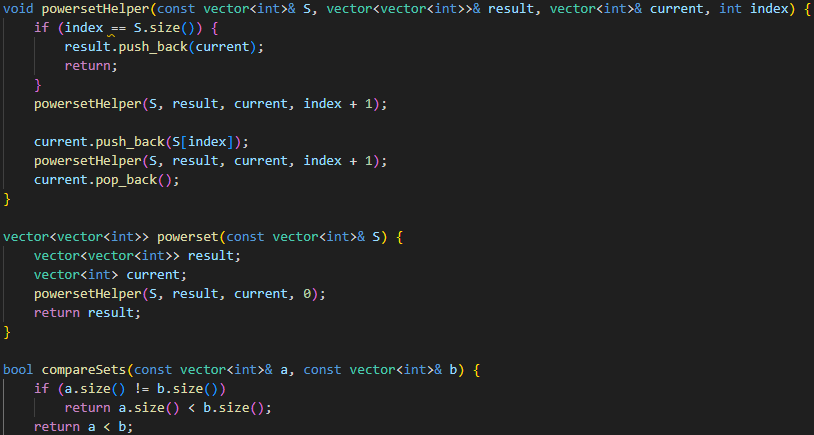 void powersetHelper(const vector<int>& S, vector<vector<int>>& result, vector<int>& current, int index) {
    if (index == S.size()) {
        result.push_back(current);
        return;
    }
    powersetHelper(S, result, current, index + 1);

    current.push_back(S[index]);
    powersetHelper(S, result, current, index + 1);
    current.pop_back();
}

vector<vector<int>> powerset(const vector<int>& S) {
    vector<vector<int>> result;
    vector<int> current;
    powersetHelper(S, result, current, 0);
    return result;
}

bool compareSets(const vector<int>& a, const vector<int>& b) {
    if (a.size() != b.size())
        return a.size() < b.size();
    return a < b;